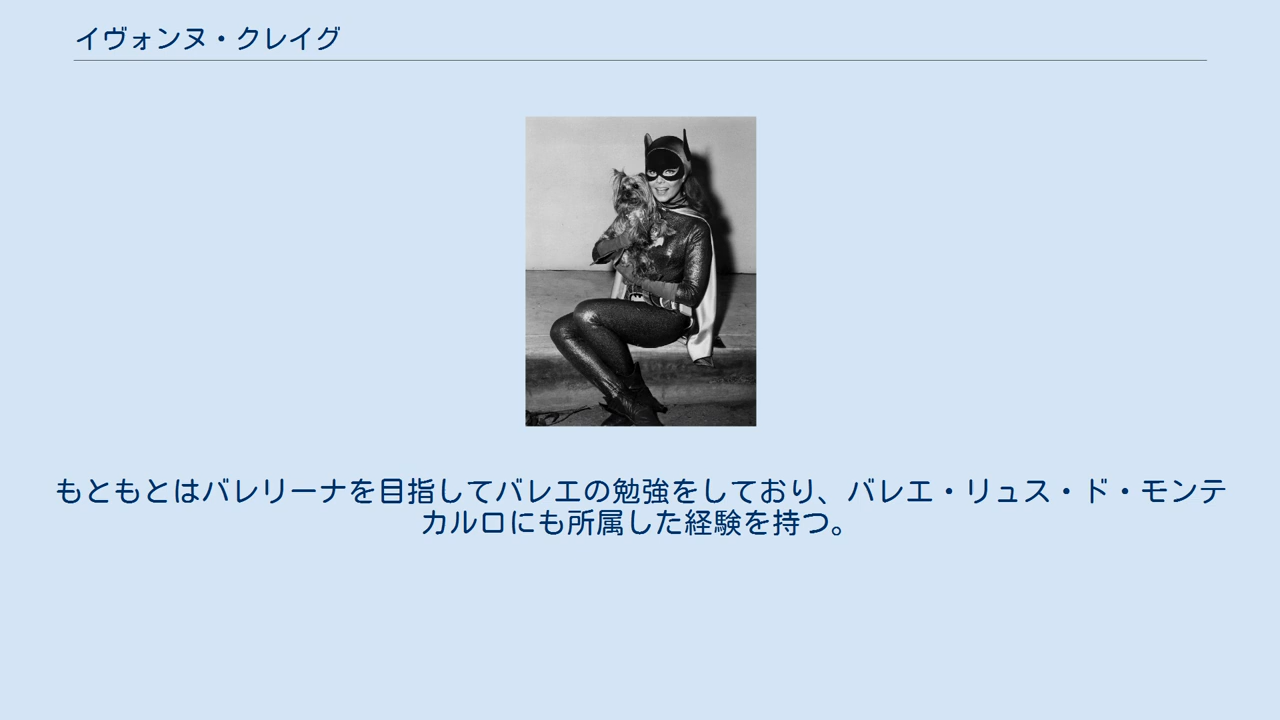 イヴォンヌ・クレイグ
もともとはバレリーナを目指してバレエの勉強をしており、バレエ・リュス・ド・モンテ
カルロにも所属した経験を持つ。